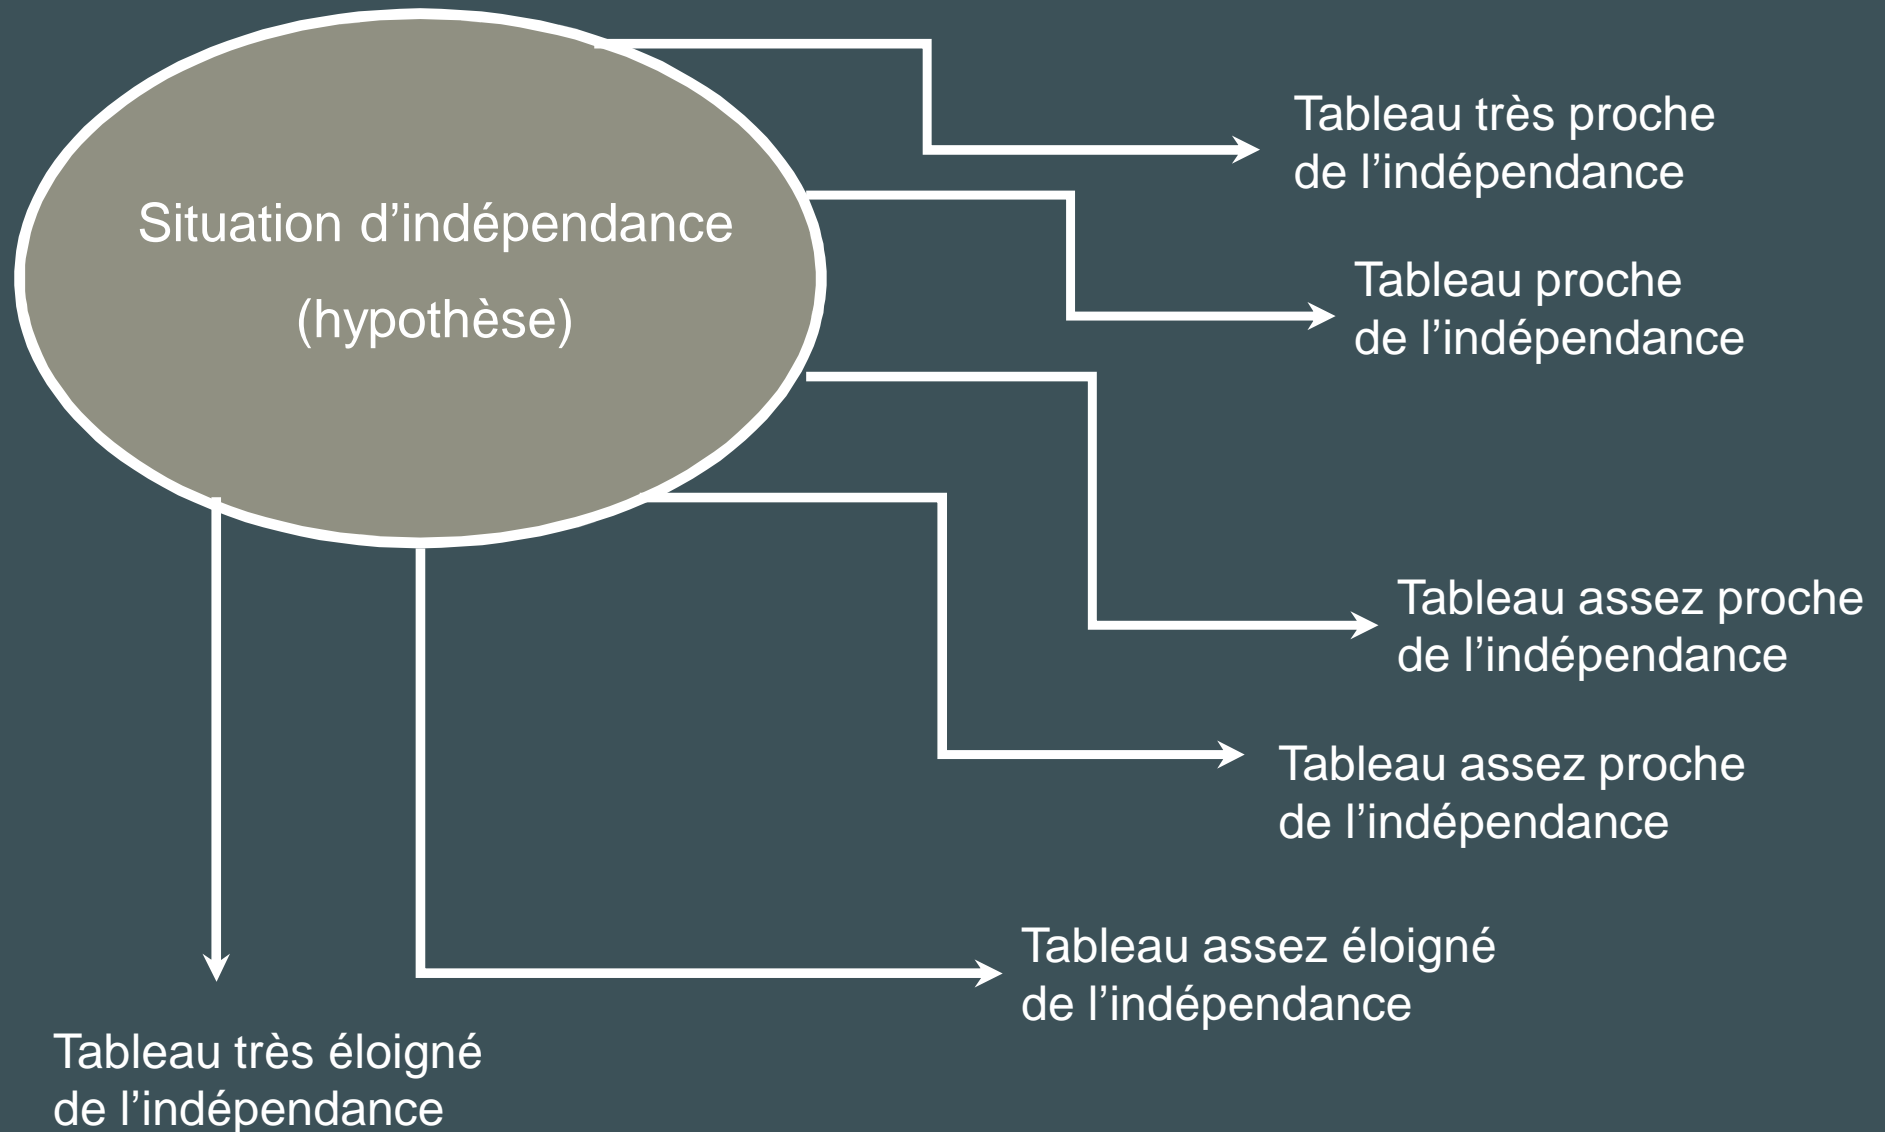 Situation d’indépendance
(hypothèse)
Tableau très proche
de l’indépendance
Tableau proche
de l’indépendance
Tableau assez proche
de l’indépendance
Tableau assez proche
de l’indépendance
Tableau assez éloigné
de l’indépendance
Tableau très éloigné
de l’indépendance